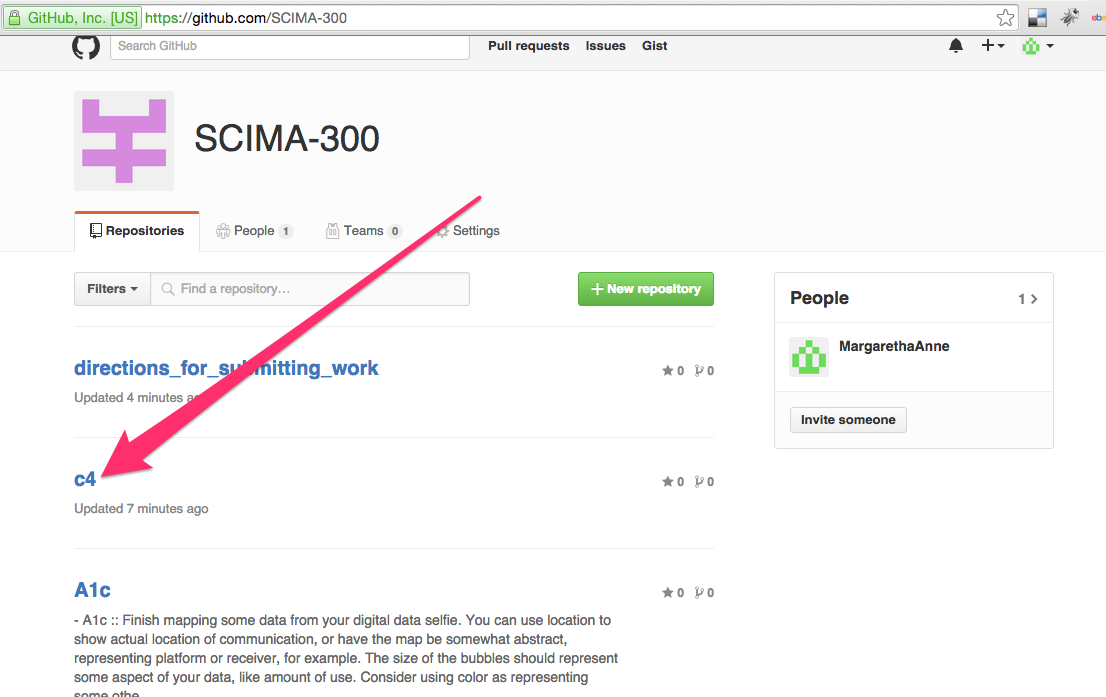 GitHub, Inc. [US] https://github.com/SCIMA-300
Search GitHub Pull requests Issues Gist
SCIMA-300
Repositories People 1 Teams 0 Settings
Filters Find a repository… New repository
People 1
MargarethaAnne
Invite someone
directions_for_submitting_work 0 0
Updated 4 minutes ago
c4 0 0
Updated 7 minutes ago
A1c 0 0
- A1c :: Finish mapping some data from your digital data selfie. You can use location to
show actual location of communication, or have the map be somewhat abstract,
representing platform or receiver, for example. The size of the bubbles should represent
some aspect of your data, like amount of use. Consider using color as representing
some othe